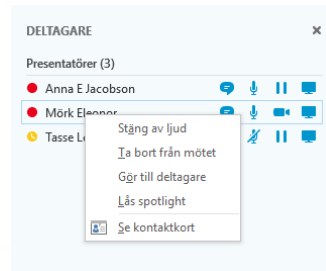 DELTAGARE
Presentatörer (3)
Anna E Jacobson
Mörk Eleonor
Tasse L
Stäng av ljud
Ta bort från mötet
Gör till deltagare
Lås spotlight
Se kontaktkort